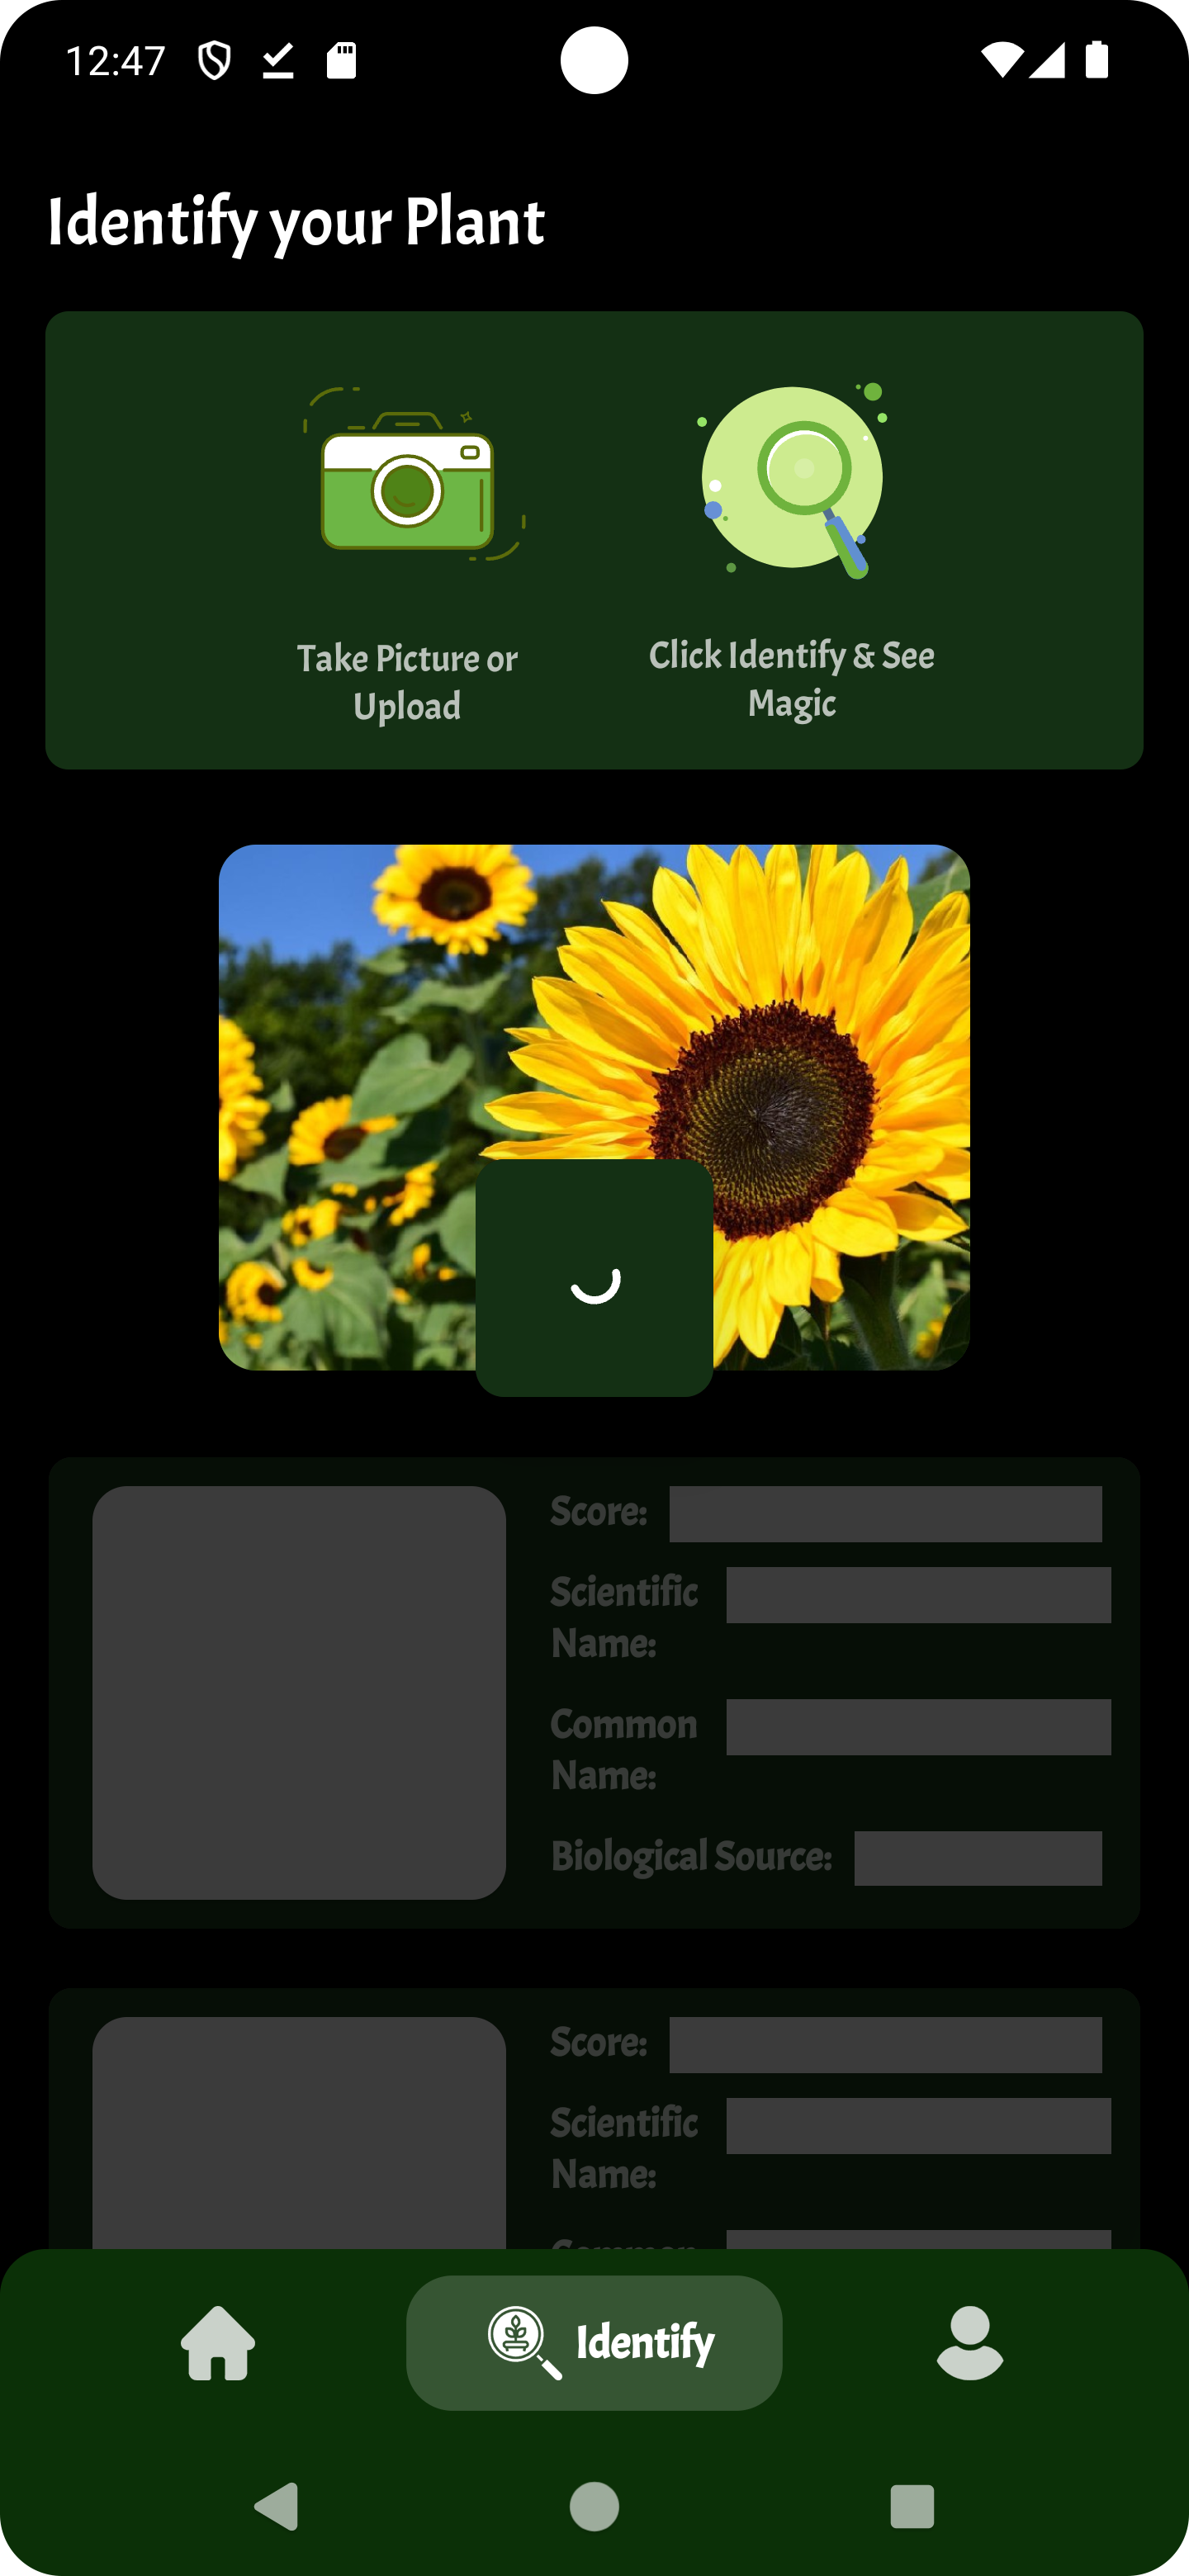 12:47
Identify your Plant
Take Picture or
Upload
Click Identify & See
Magic
Score:
Scientific
Name:
Common
Name:
Biological Source:
Score:
Scientific
Name:
Common
Identify